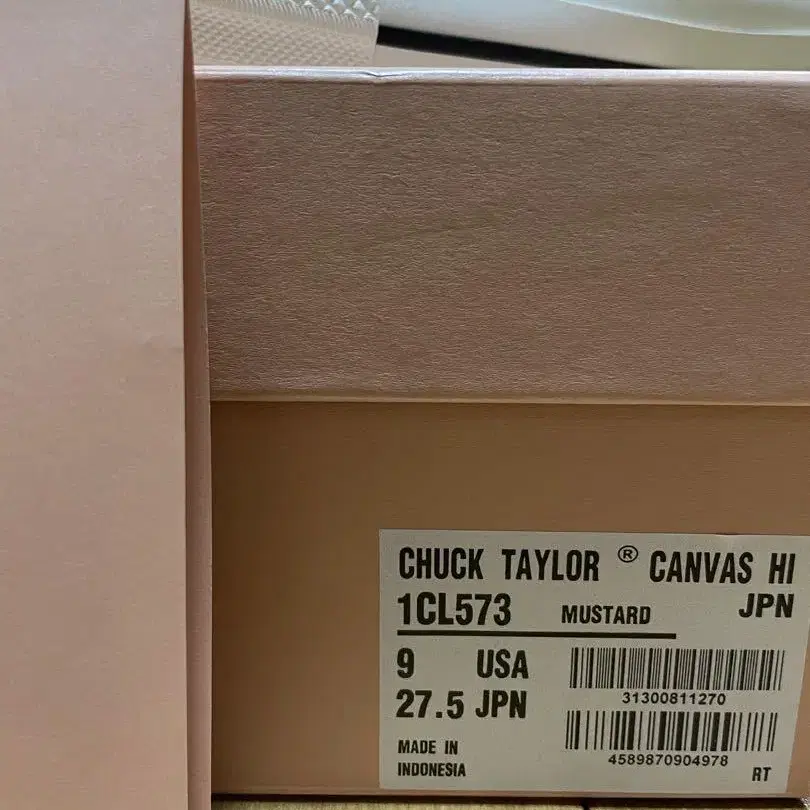 CHUCK TAYLOR ® CANVAS HI
1CL573 MUSTARD JPN
9 USA
27.5 JPN
31300811270
4589870904978
MADE IN
INDONESIA
RT